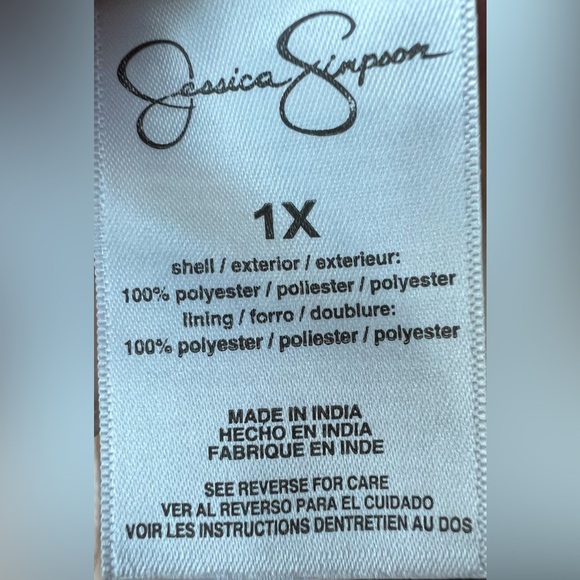 Jessica Simpson
1X
shell / exterior / exterieur:
100% polyester / poliester / polyester
lining / forro / doublure:
100% polyester / poliester / polyester
MADE IN INDIA
HECHO EN INDIA
FABRIQUE EN INDE
SEE REVERSE FOR CARE
VER AL REVERSO PARA EL CUIDADO
VOIR LES INSTRUCTIONS DENTRETIEN AU DOS